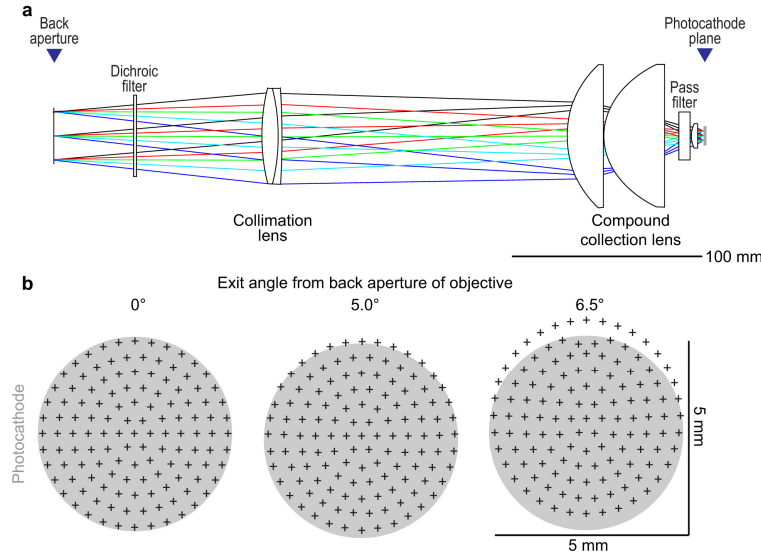 a
Back
aperture
Dichroic
filter
Photocathode
plane
Pass
filter
Collimation
lens
Compound
collection lens
100 mm
b
Exit angle from back aperture of objective
0°
5.0°
6.5°
Photocathode
5 mm
5 mm